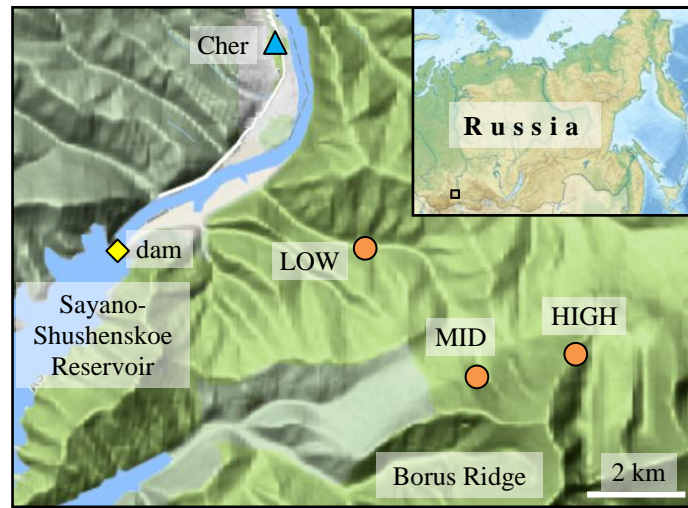 Cher
Russia
dam
LOW
Sayano-
Shushenskoe
Reservoir
HIGH
MID
Borus Ridge
2 km